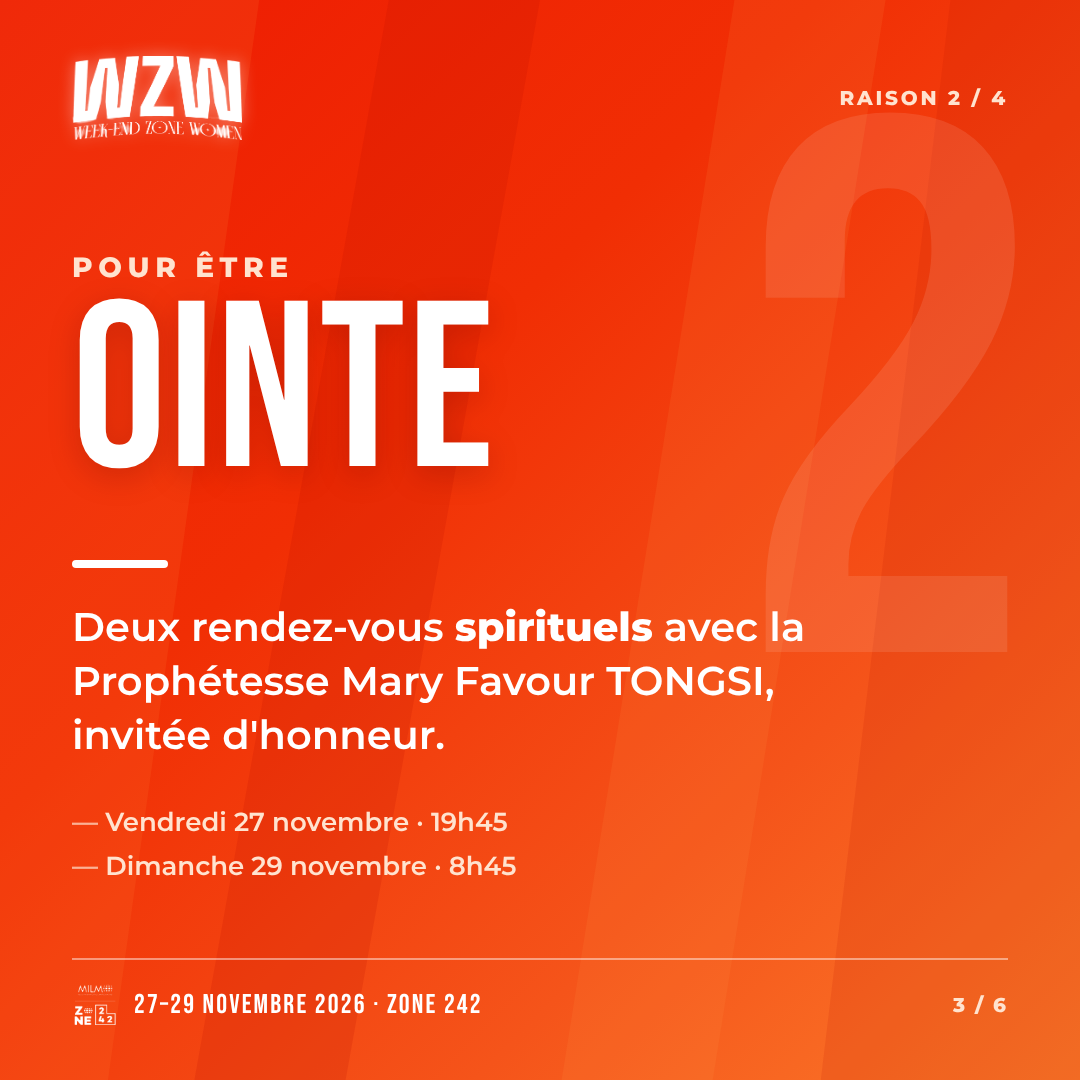 WZW
WEEK-END ZONE WOMEN
RAISON 2 / 4
2
POUR ÊTRE
OINTE
Deux rendez-vous spirituels avec la
Prophétesse Mary Favour TONGSI,
invitée d'honneur.
— Vendredi 27 novembre · 19h45
— Dimanche 29 novembre · 8h45
MILMO
ZONE 242
27–29 NOVEMBRE 2026 · ZONE 242
3 / 6